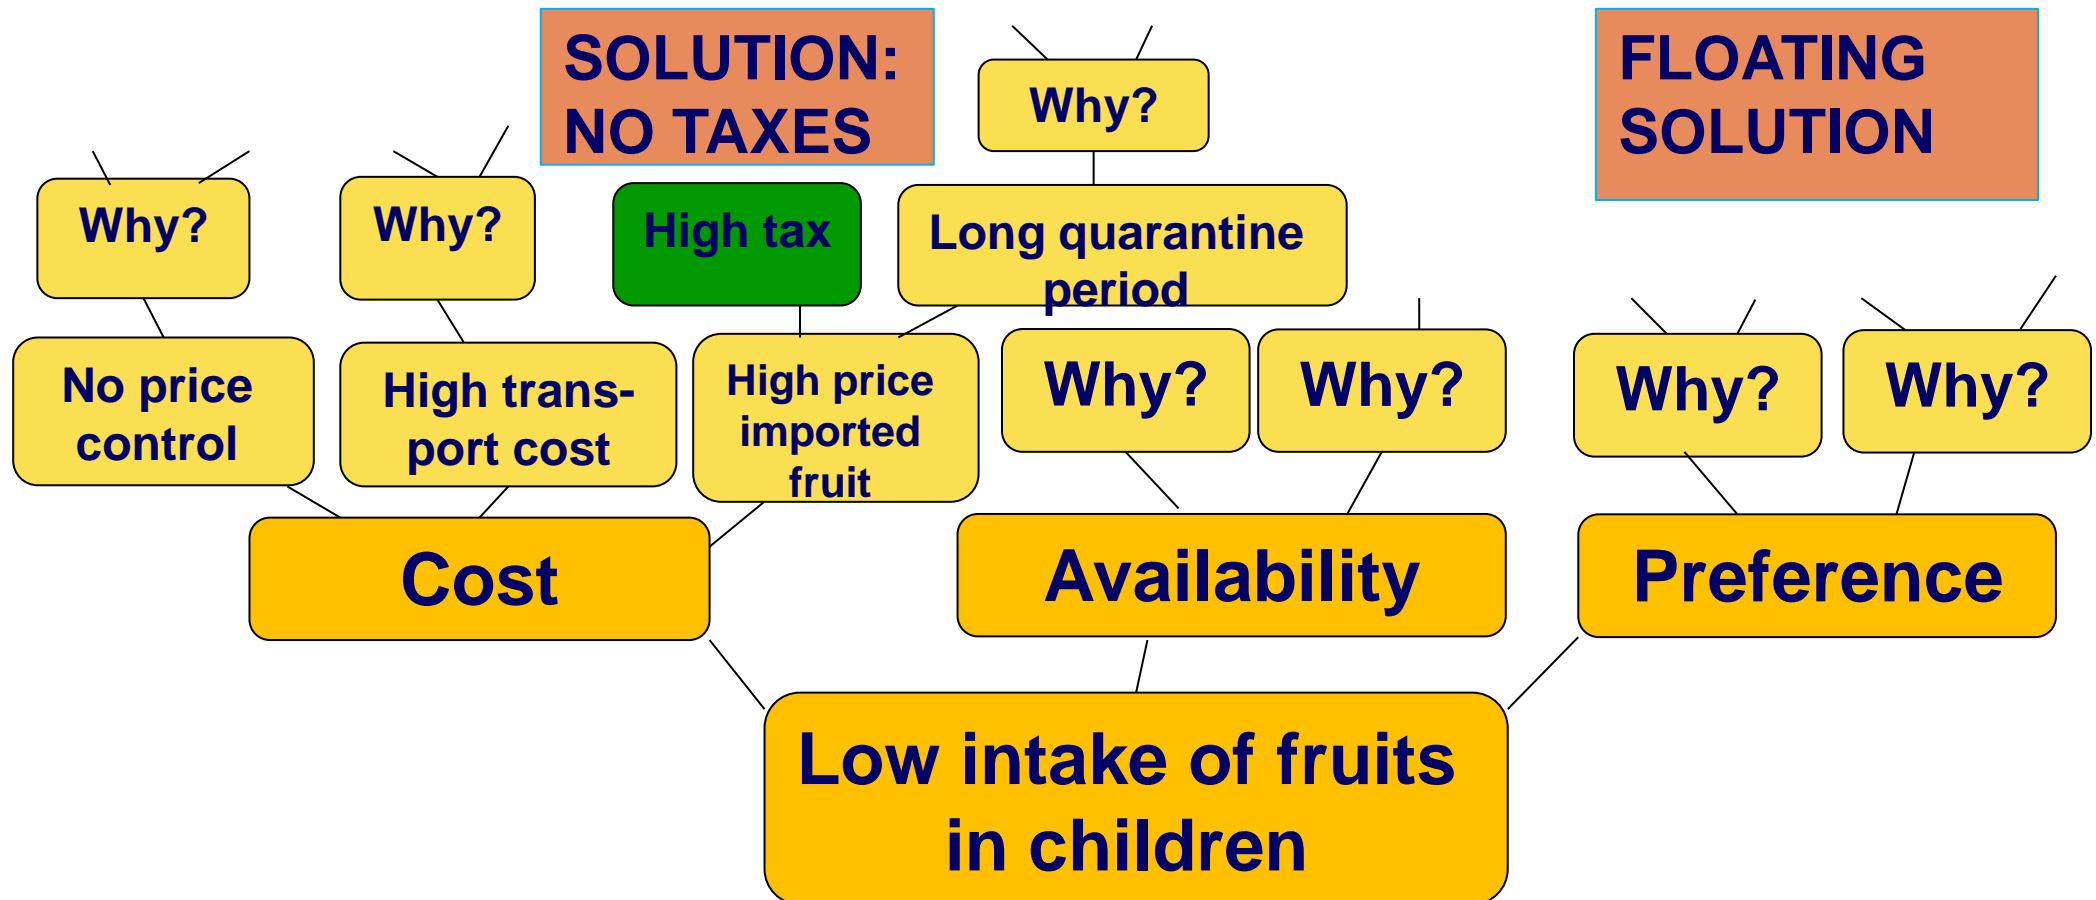 SOLUTION:
NO TAXES
Why?
FLOATING
SOLUTION
Why?
Why?
High tax
Long quarantine
period
No price
control
High trans-
port cost
High price
imported
fruit
Why?
Why?
Why?
Why?
Cost
Availability
Preference
Low intake of fruits
in children